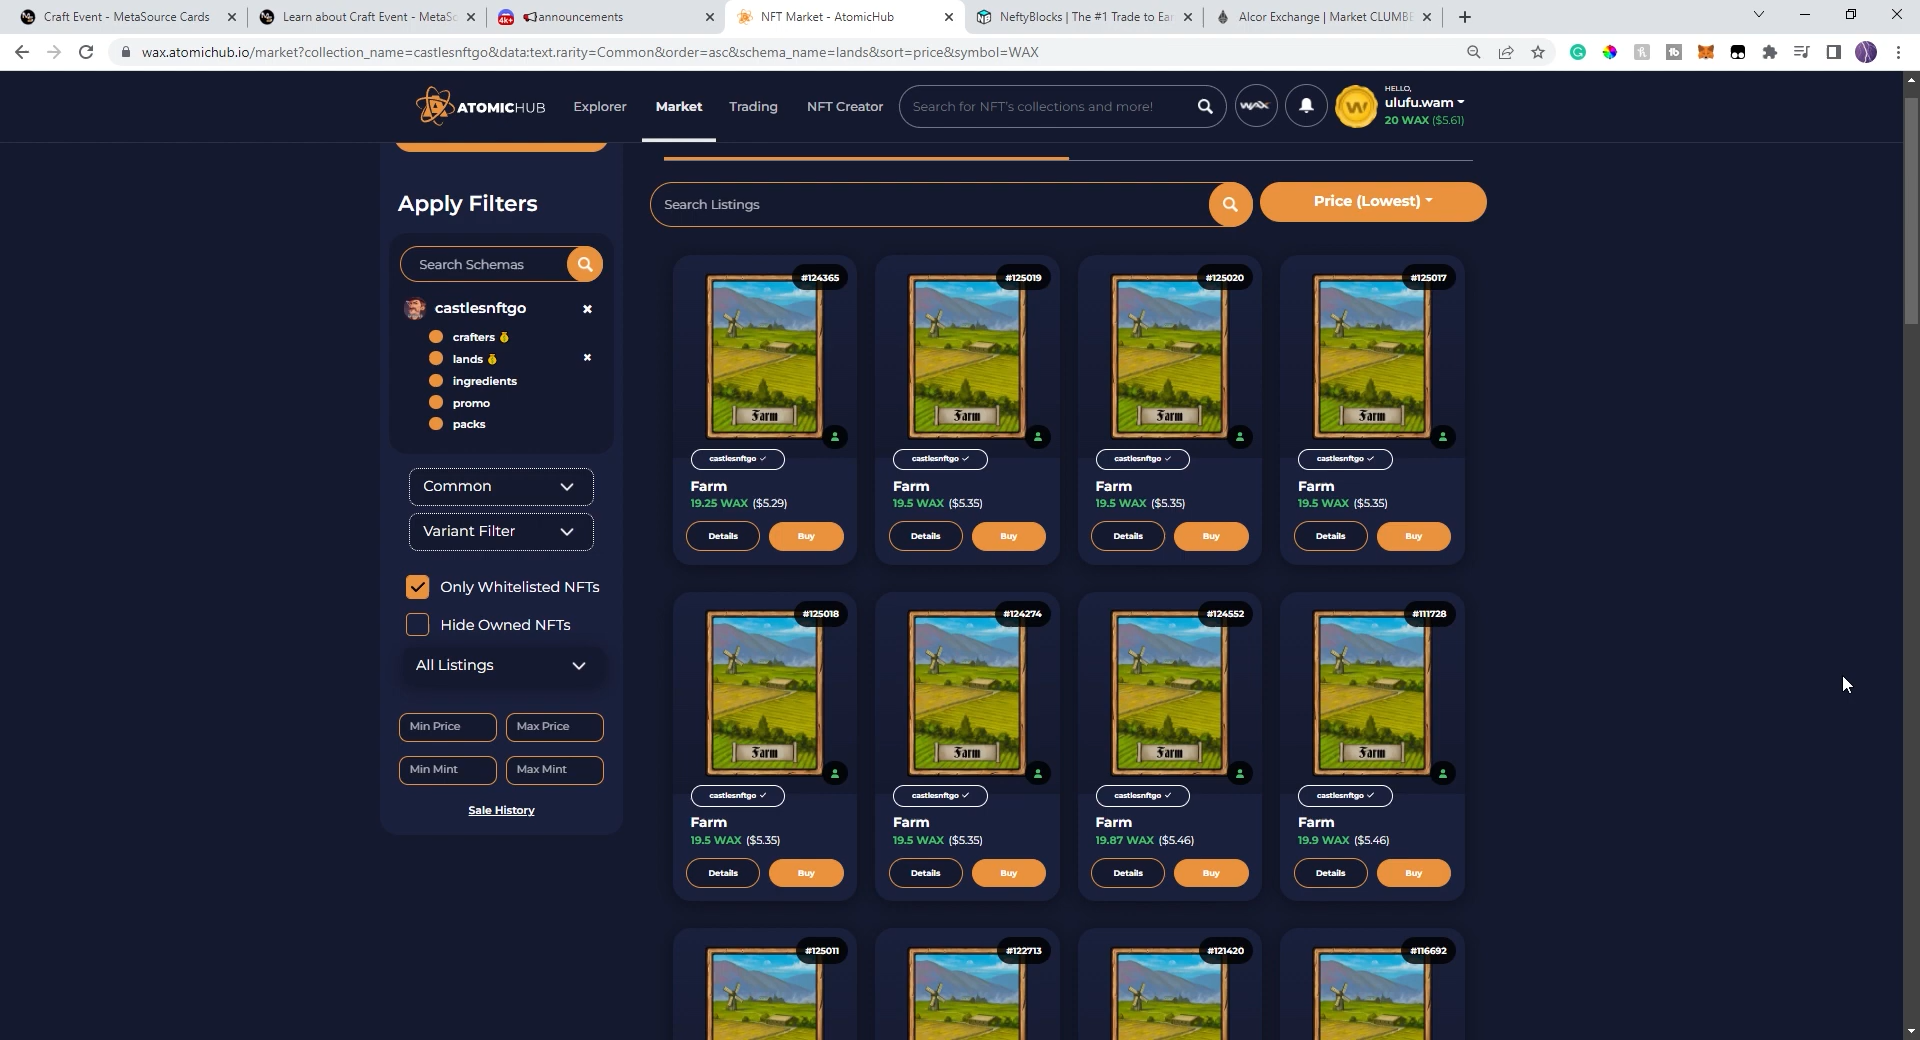 Craft Event - MetaSource Cards
Learn about Craft Event - MetaSc
4k+ announcements
NFT Market - AtomicHub
NeftyBlocks | The #1 Trade to Ear
Alcor Exchange | Market CLUMBE
wax.atomichub.io/market?collection_name=castlesnftgo&data:text.rarity=Common&order=asc&schema_name=lands&sort=price&symbol=WAX
ATOMICHUB
Explorer
Market
Trading
NFT Creator
Search for NFT's collections and more!
WAX
HELLO,
ulufu.wam
20 WAX ($5.61)
Apply Filters
Search Schemas
castlesnftgo
crafters
lands
ingredients
promo
packs
Common
Variant Filter
Only Whitelisted NFTs
Hide Owned NFTs
All Listings
Min Price
Max Price
Min Mint
Max Mint
Sale History
Search Listings
Price (Lowest)
#124365
#125019
#125020
#125017
Farm
Farm
Farm
Farm
castlesnftgo
castlesnftgo
castlesnftgo
castlesnftgo
Farm
Farm
Farm
Farm
19.25 WAX ($5.29)
19.5 WAX ($5.35)
19.5 WAX ($5.35)
19.5 WAX ($5.35)
Details
Buy
Details
Buy
Details
Buy
Details
Buy
#125018
#124274
#124552
#111728
Farm
Farm
Farm
Farm
castlesnftgo
castlesnftgo
castlesnftgo
castlesnftgo
Farm
Farm
Farm
Farm
19.5 WAX ($5.35)
19.5 WAX ($5.35)
19.87 WAX ($5.46)
19.9 WAX ($5.46)
Details
Buy
Details
Buy
Details
Buy
Details
Buy
#125011
#122713
#121420
#116692